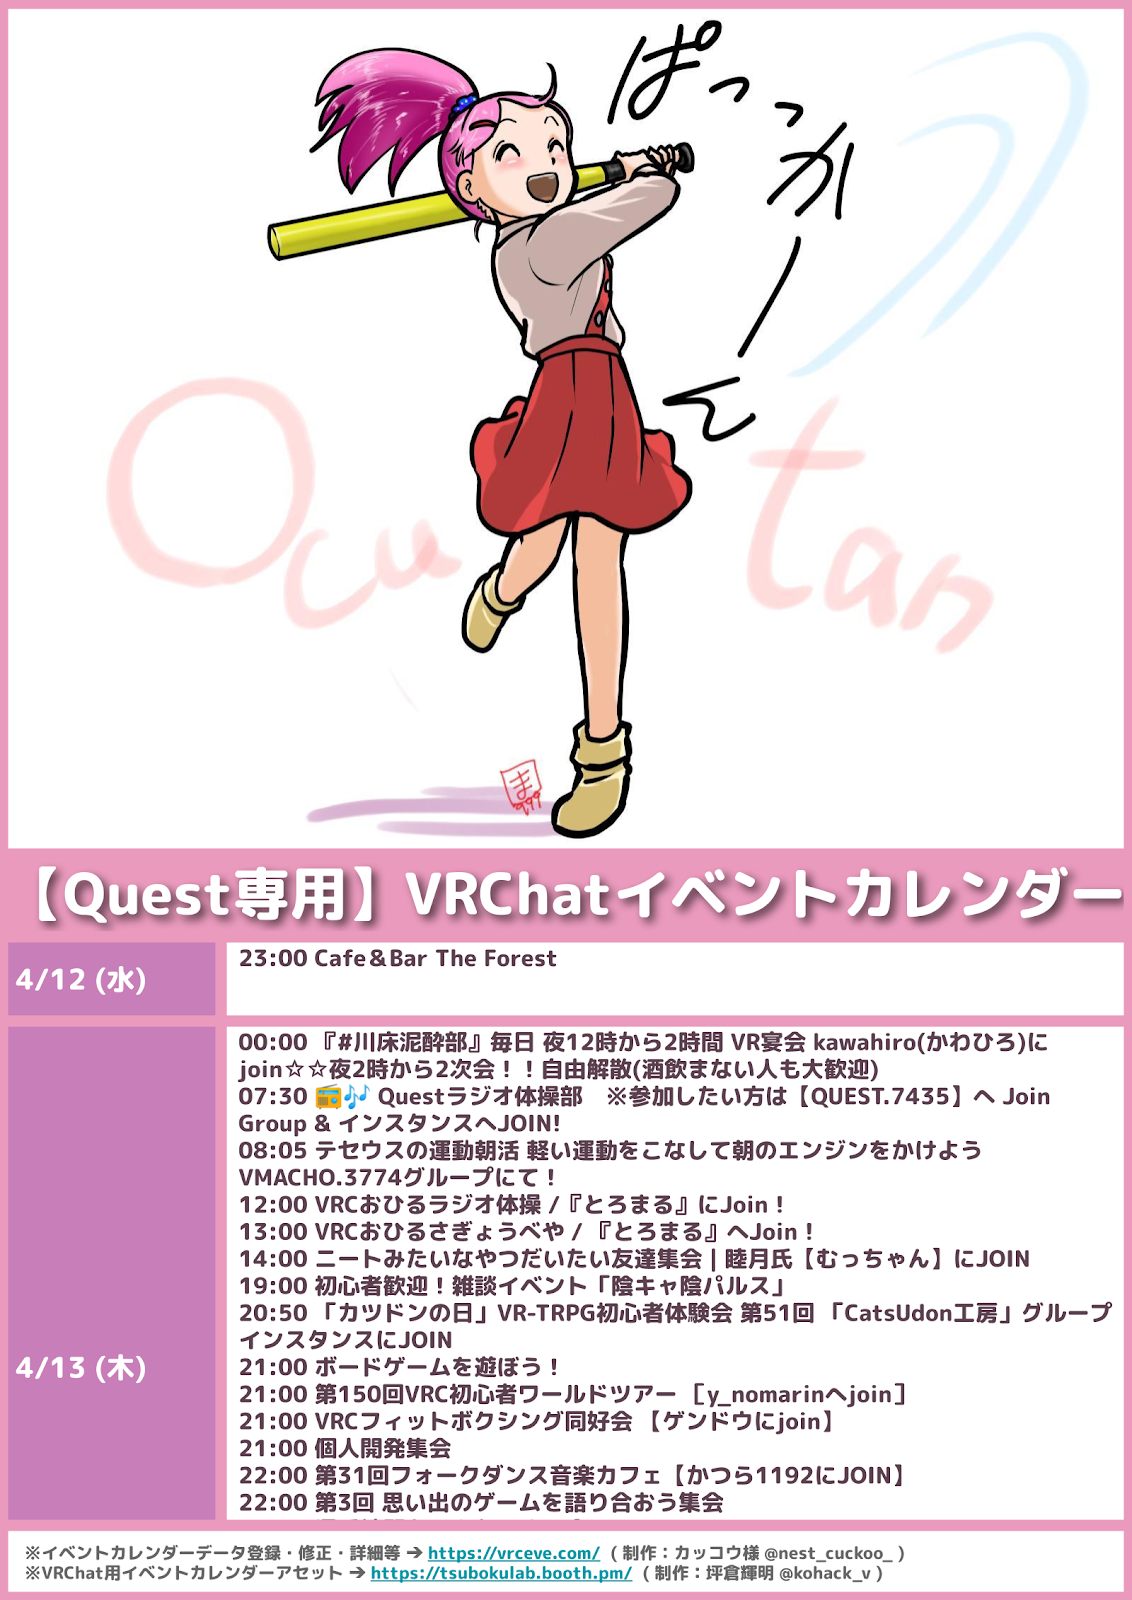 ぱっっかーん
Ocu tan
ま
999
【Quest専用】VRChatイベントカレンダー
4/12 (水)
23:00 Cafe&Bar The Forest
4/13 (木)
00:00 『#川床泥酔部』毎日 夜12時から2時間 VR宴会 kawahiro(かわひろ)に
join☆☆夜2時から2次会！！自由解散(酒飲まない人も大歓迎)
07:30 📻🎶 Questラジオ体操部　※参加したい方は【QUEST.7435】へ Join
Group & インスタンスへJOIN!
08:05 テセウスの運動朝活 軽い運動をこなして朝のエンジンをかけよう
VMACHO.3774グループにて！
12:00 VRCおひるラジオ体操 /『とろまる』にJoin！
13:00 VRCおひるさぎょうべや / 『とろまる』へJoin！
14:00 ニートみたいなやつだいたい友達集会 | 睦月氏【むっちゃん】にJOIN
19:00 初心者歓迎！雑談イベント「陰キャ陰パルス」
20:50 「カツドンの日」VR-TRPG初心者体験会 第51回 「CatsUdon工房」グループ
インスタンスにJOIN
21:00 ボードゲームを遊ぼう！
21:00 第150回VRC初心者ワールドツアー ［y_nomarinへjoin］
21:00 VRCフィットボクシング同好会 【ゲンドウにjoin】
21:00 個人開発集会
22:00 第31回フォークダンス音楽カフェ【かつら1192にJOIN】
22:00 第3回 思い出のゲームを語り合おう集会
※イベントカレンダーデータ登録・修正・詳細等 ➔ https://vrceve.com/ ( 制作：カッコウ様 @nest_cuckoo_ )
※VRChat用イベントカレンダーアセット ➔ https://tsubokulab.booth.pm/ ( 制作：坪倉輝明 @kohack_v )